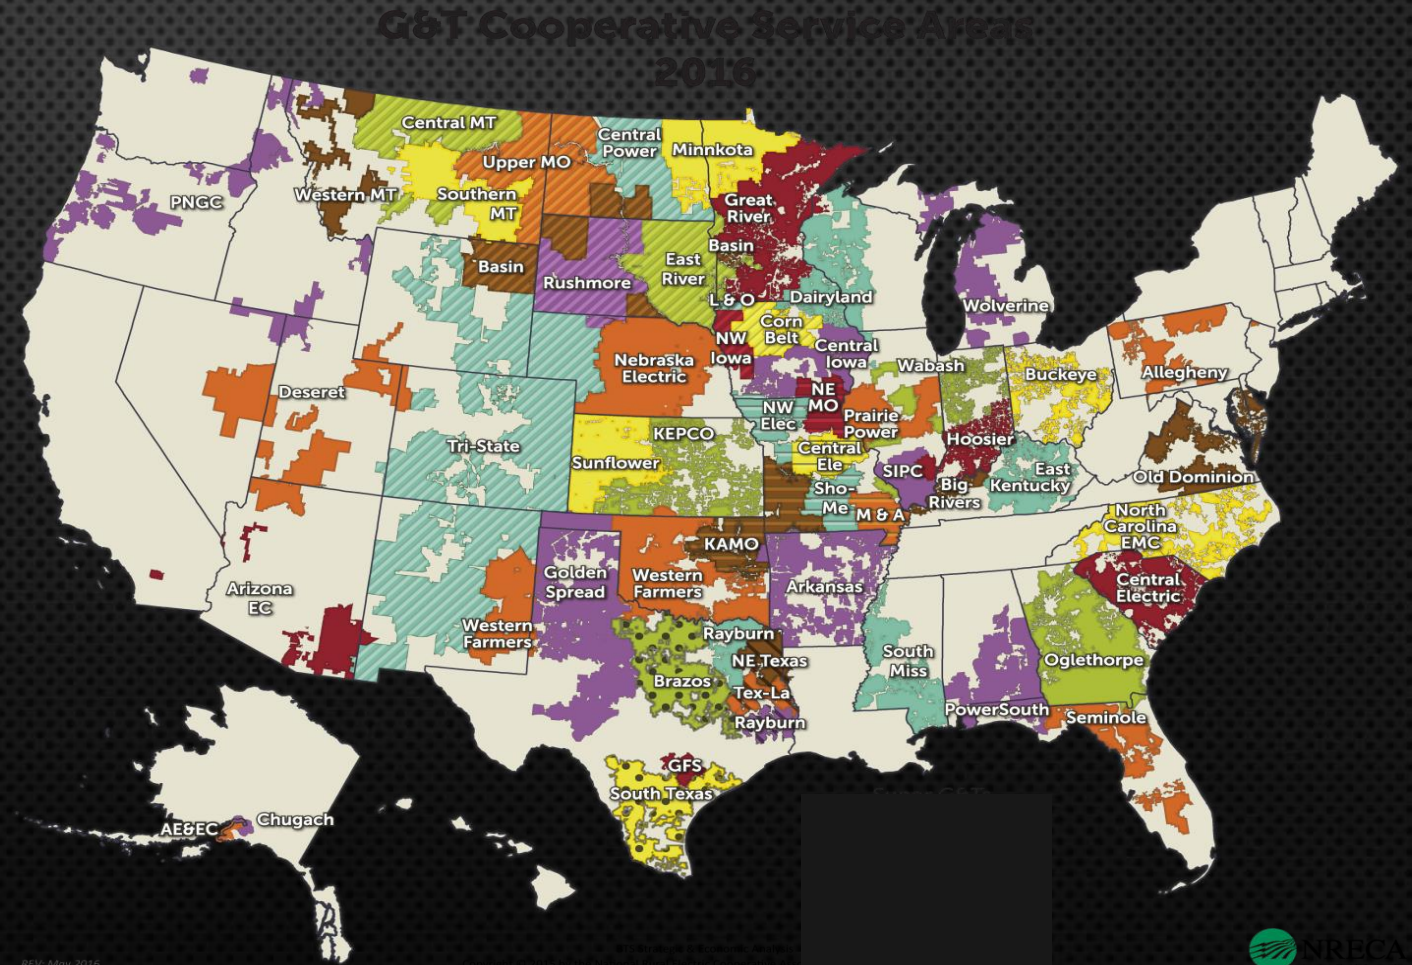 G&T Cooperative Service Areas
2016
Central MT
Upper MO
Central
Power
Minnkota
Western MT
Southern
MT
PNGC
Great
River
Basin
Basin
Rushmore
East
River
L & O
Dairyland
Wolverine
NW
Iowa
Corn
Belt
Central
Iowa
Nebraska
Electric
Deseret
Wabash
Buckeye
Allegheny
NE
MO
NW
Elec
Prairie
Power
Hoosier
KEPCO
Tri-State
Sunflower
Central
Ele
SIPC
Big
Rivers
East
Kentucky
Old Dominion
Sho-
Me
M & A
North
Carolina
EMC
KAMO
Arizona
EC
Golden
Spread
Western
Farmers
Arkansas
Central
Electric
Western
Farmers
Rayburn
NE Texas
Brazos
Tex-La
Rayburn
South
Miss
Oglethorpe
PowerSouth
Seminole
GFS
South Texas
AE&EC
Chugach
REV: May 2016
NRECA